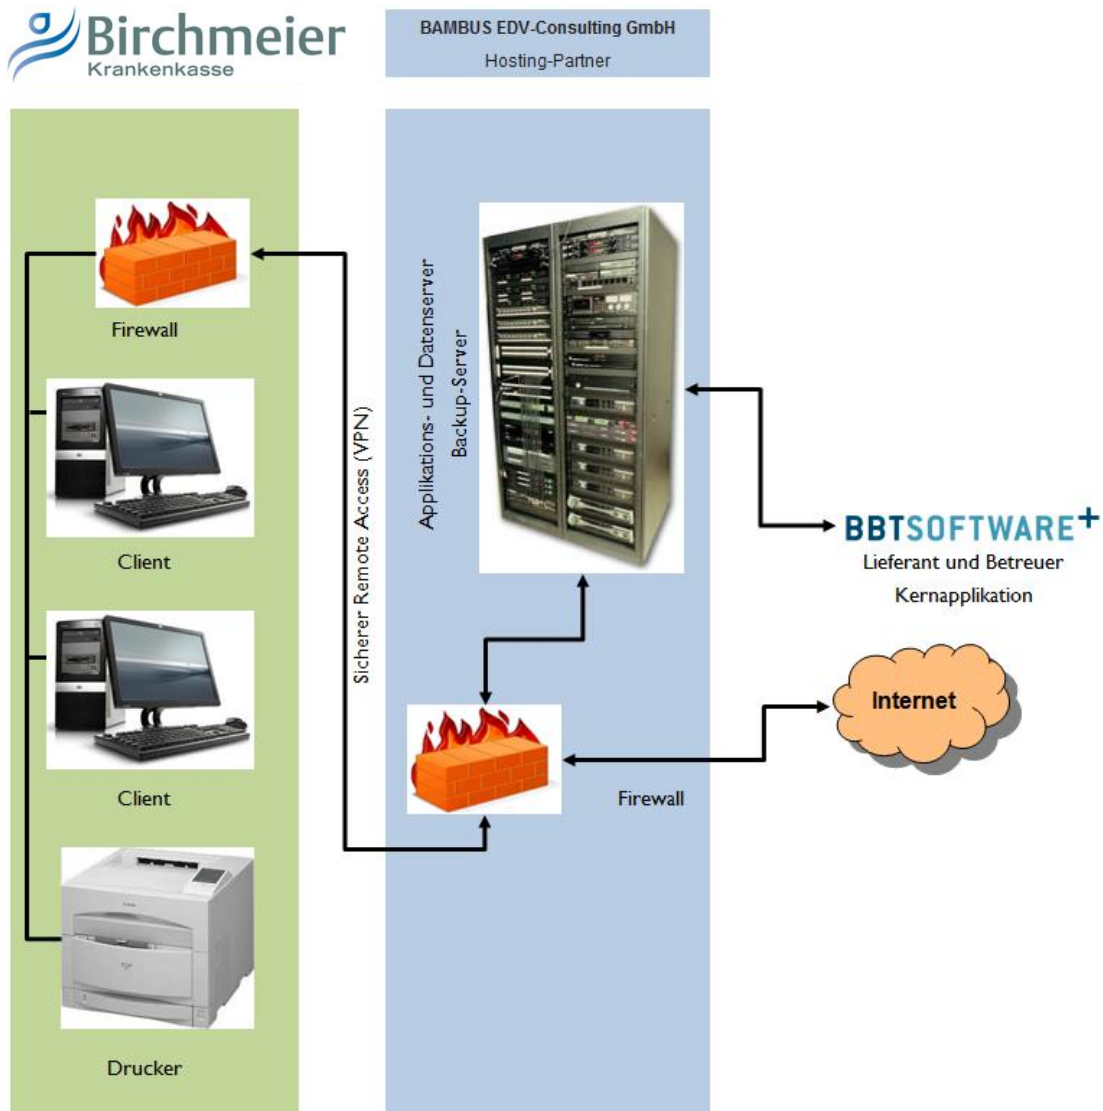 Birchmeier
Krankenkasse
BAMBUS EDV-Consulting GmbH
Hosting-Partner
Firewall
Client
Client
Drucker
Sicherer Remote Access (VPN)
Applikations- und Datenserver
Backup-Server
Firewall
BBTSOFTWARE+
Lieferant und Betreuer
Kernapplikation
Internet